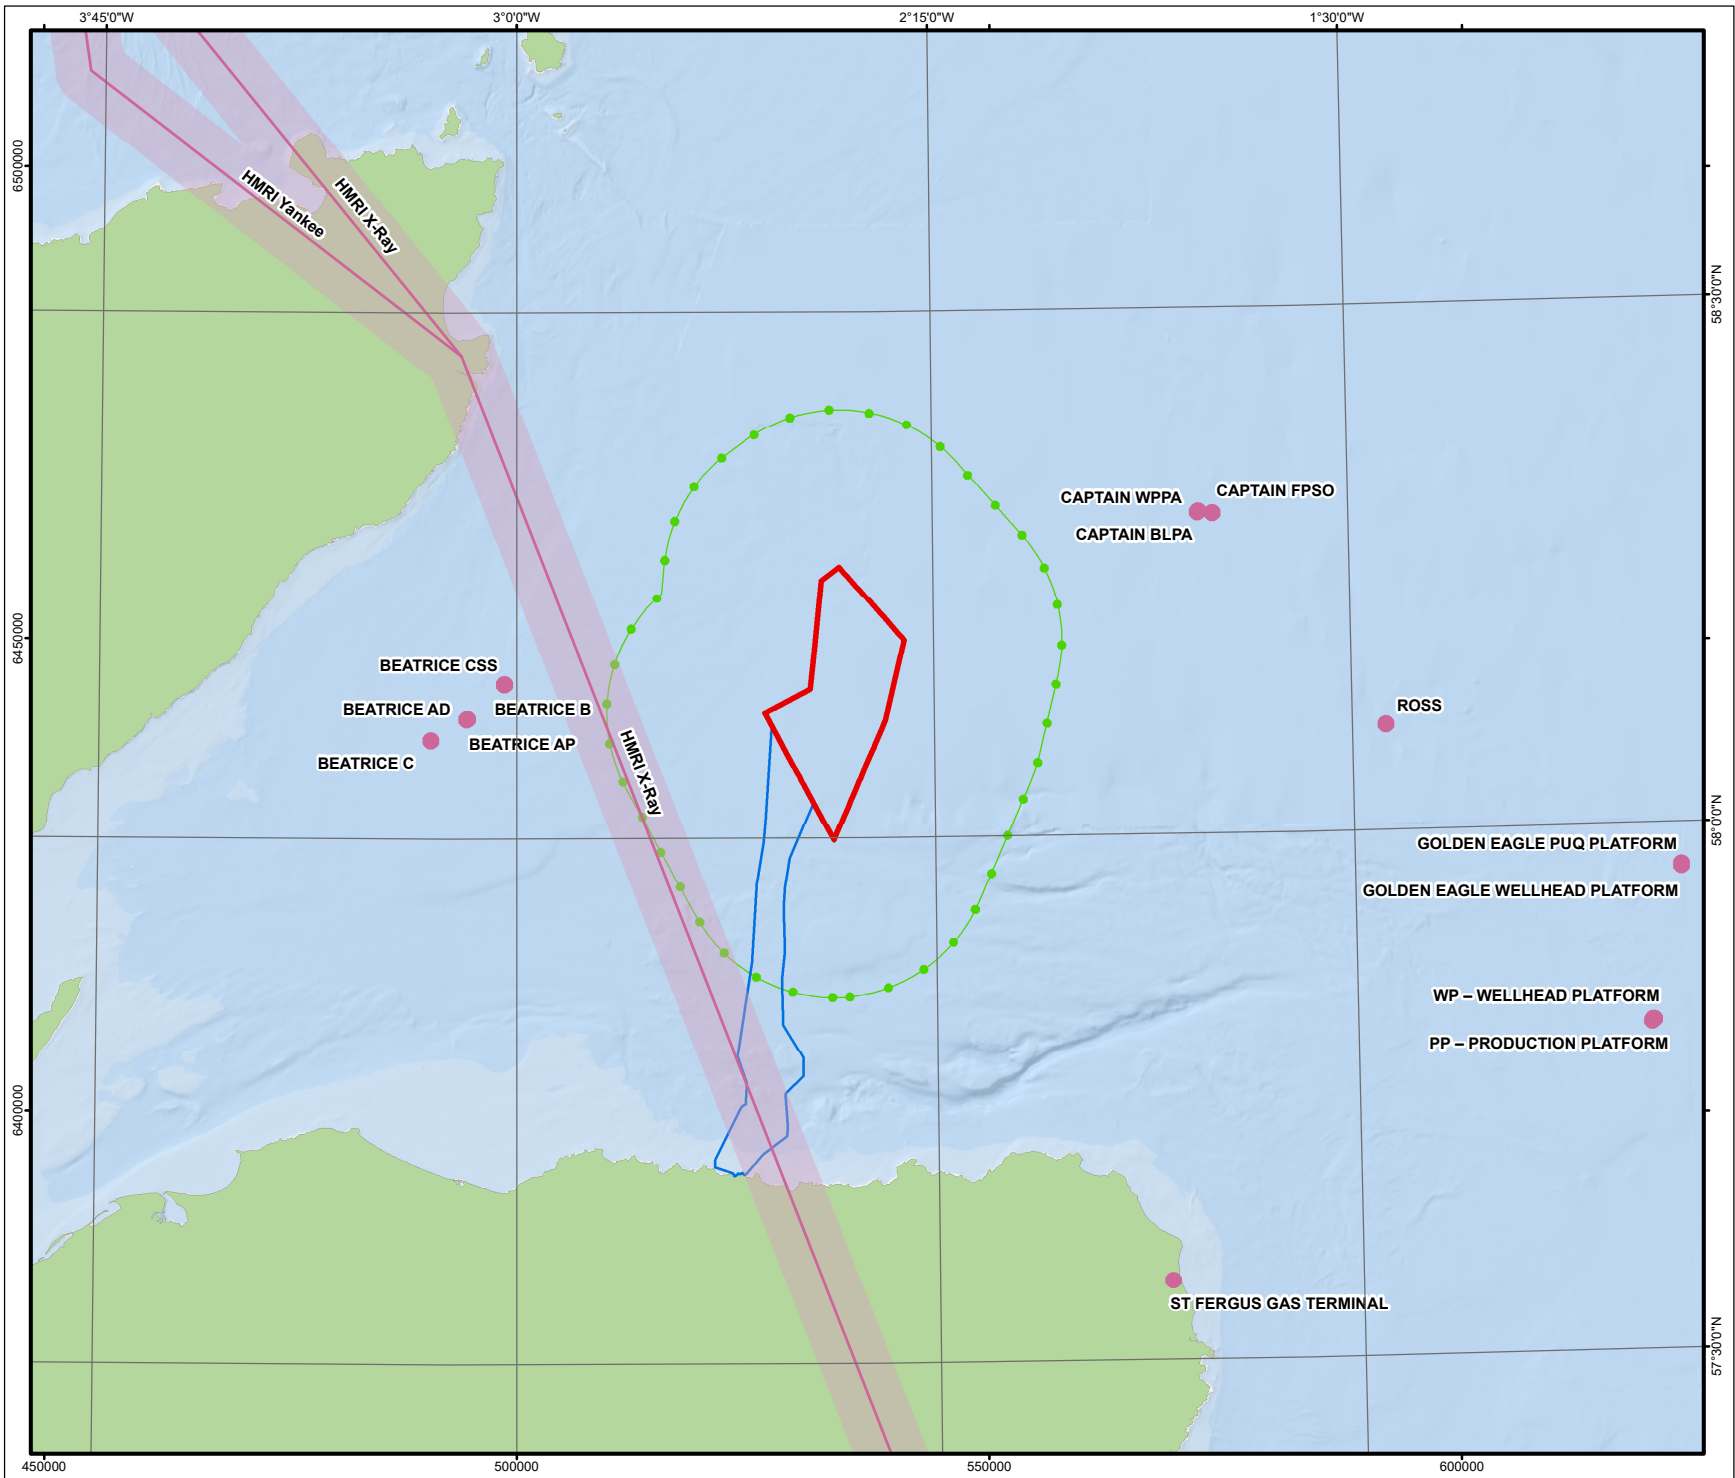 3°45'0"W
3°0'0"W
2°15'0"W
1°30'0"W
6500000
HMRI Yankee
HMRI X-Ray
58°30'0"N
CAPTAIN WPPA
CAPTAIN FPSO
CAPTAIN BLPA
6450000
BEATRICE CSS
BEATRICE AD
BEATRICE B
BEATRICE AP
BEATRICE C
HMRI X-Ray
ROSS
58°0'0"N
GOLDEN EAGLE PUQ PLATFORM
GOLDEN EAGLE WELLHEAD PLATFORM
WP – WELLHEAD PLATFORM
PP – PRODUCTION PLATFORM
6400000
ST FERGUS GAS TERMINAL
57°30'0"N
450000
500000
550000
600000